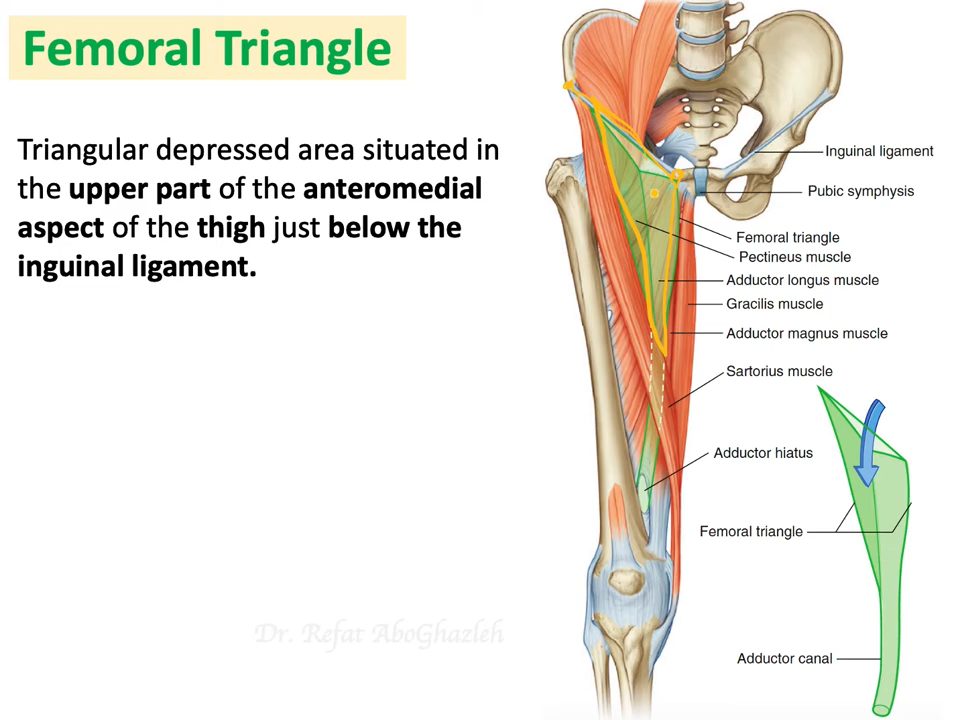 Femoral Triangle
Triangular depressed area situated in
the upper part of the anteromedial
aspect of the thigh just below the
inguinal ligament.
Inguinal ligament
Pubic symphysis
Femoral triangle
Pectineus muscle
Adductor longus muscle
Gracilis muscle
Adductor magnus muscle
Sartorius muscle
Adductor hiatus
Femoral triangle
Adductor canal
Dr. Refat AboGhazleh